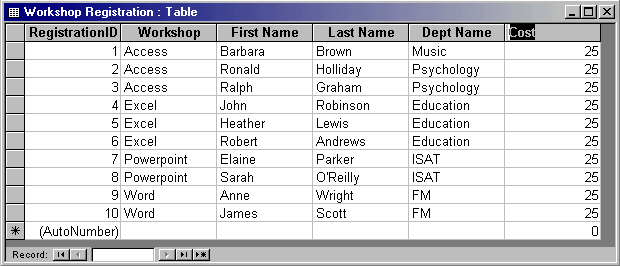 Workshop Registration : Table
RegistrationID Workshop First Name Last Name Dept Name Cost
1 Access Barbara Brown Music 25
2 Access Ronald Holliday Psychology 25
3 Access Ralph Graham Psychology 25
4 Excel John Robinson Education 25
5 Excel Heather Lewis Education 25
6 Excel Robert Andrews Education 25
7 Powerpoint Elaine Parker ISAT 25
8 Powerpoint Sarah O'Reilly ISAT 25
9 Word Anne Wright FM 25
10 Word James Scott FM 25
(AutoNumber) 0
Record: